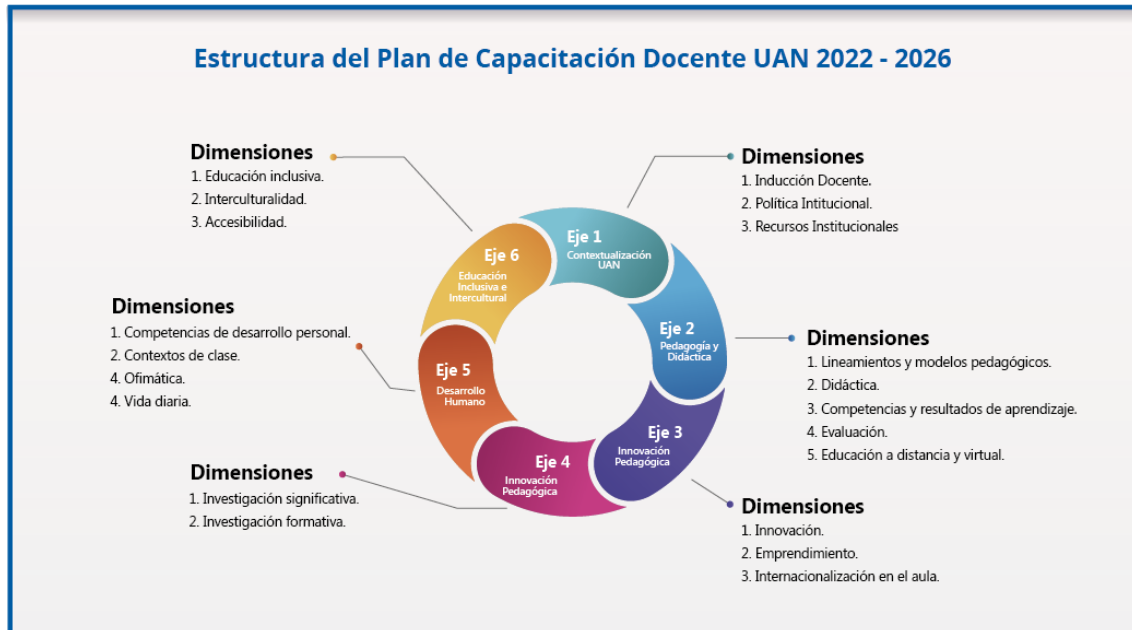 Estructura del Plan de Capacitación Docente UAN 2022 - 2026
Dimensiones
1. Inducción Docente.
2. Política Intitucional.
3. Recursos Institucionales
Eje 1
Contextualización
UAN
Dimensiones
1. Lineamientos y modelos pedagógicos.
2. Didáctica.
3. Competencias y resultados de aprendizaje.
4. Evaluación.
5. Educación a distancia y virtual.
Eje 2
Pedagogía y
Didáctica
Dimensiones
1. Innovación.
2. Emprendimiento.
3. Internacionalización en el aula.
Eje 3
Innovación
Pedagógica
Dimensiones
1. Investigación significativa.
2. Investigación formativa.
Eje 4
Innovación
Pedagógica
Dimensiones
1. Competencias de desarrollo personal.
2. Contextos de clase.
4. Ofimática.
4. Vida diaria.
Eje 5
Desarrollo
Humano
Dimensiones
1. Educación inclusiva.
2. Interculturalidad.
3. Accesibilidad.
Eje 6
Educación
Inclusiva e
Intercultural